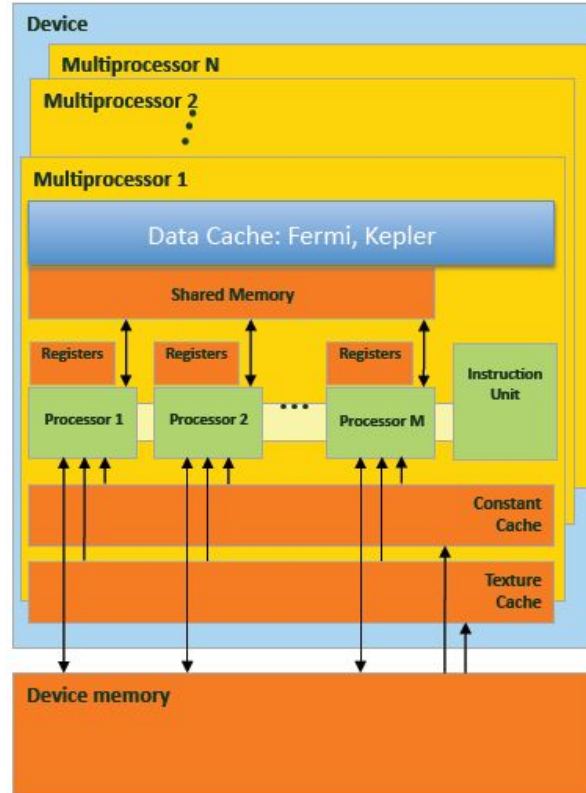 Device
Multiprocessor N
Multiprocessor 2
Multiprocessor 1
Data Cache: Fermi, Kepler
Shared Memory
Registers
Registers
Registers
Instruction
Unit
Processor 1
Processor 2
Processor M
Constant
Cache
Texture
Cache
Device memory